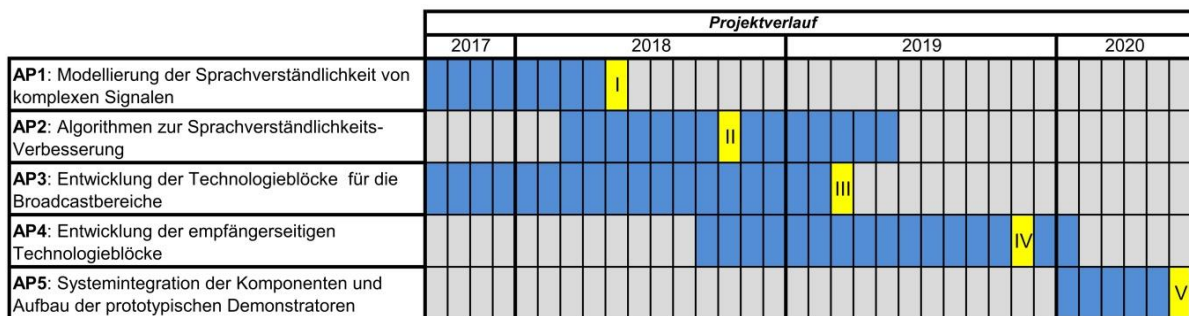 Projektverlauf
2017 2018 2019 2020
AP1: Modellierung der Sprachverständlichkeit von
komplexen Signalen
I
AP2: Algorithmen zur Sprachverständlichkeits-
Verbesserung
II
AP3: Entwicklung der Technologieblöcke für die
Broadcastbereiche
III
AP4: Entwicklung der empfängerseitigen
Technologieblöcke
IV
AP5: Systemintegration der Komponenten und
Aufbau der prototypischen Demonstratoren
V